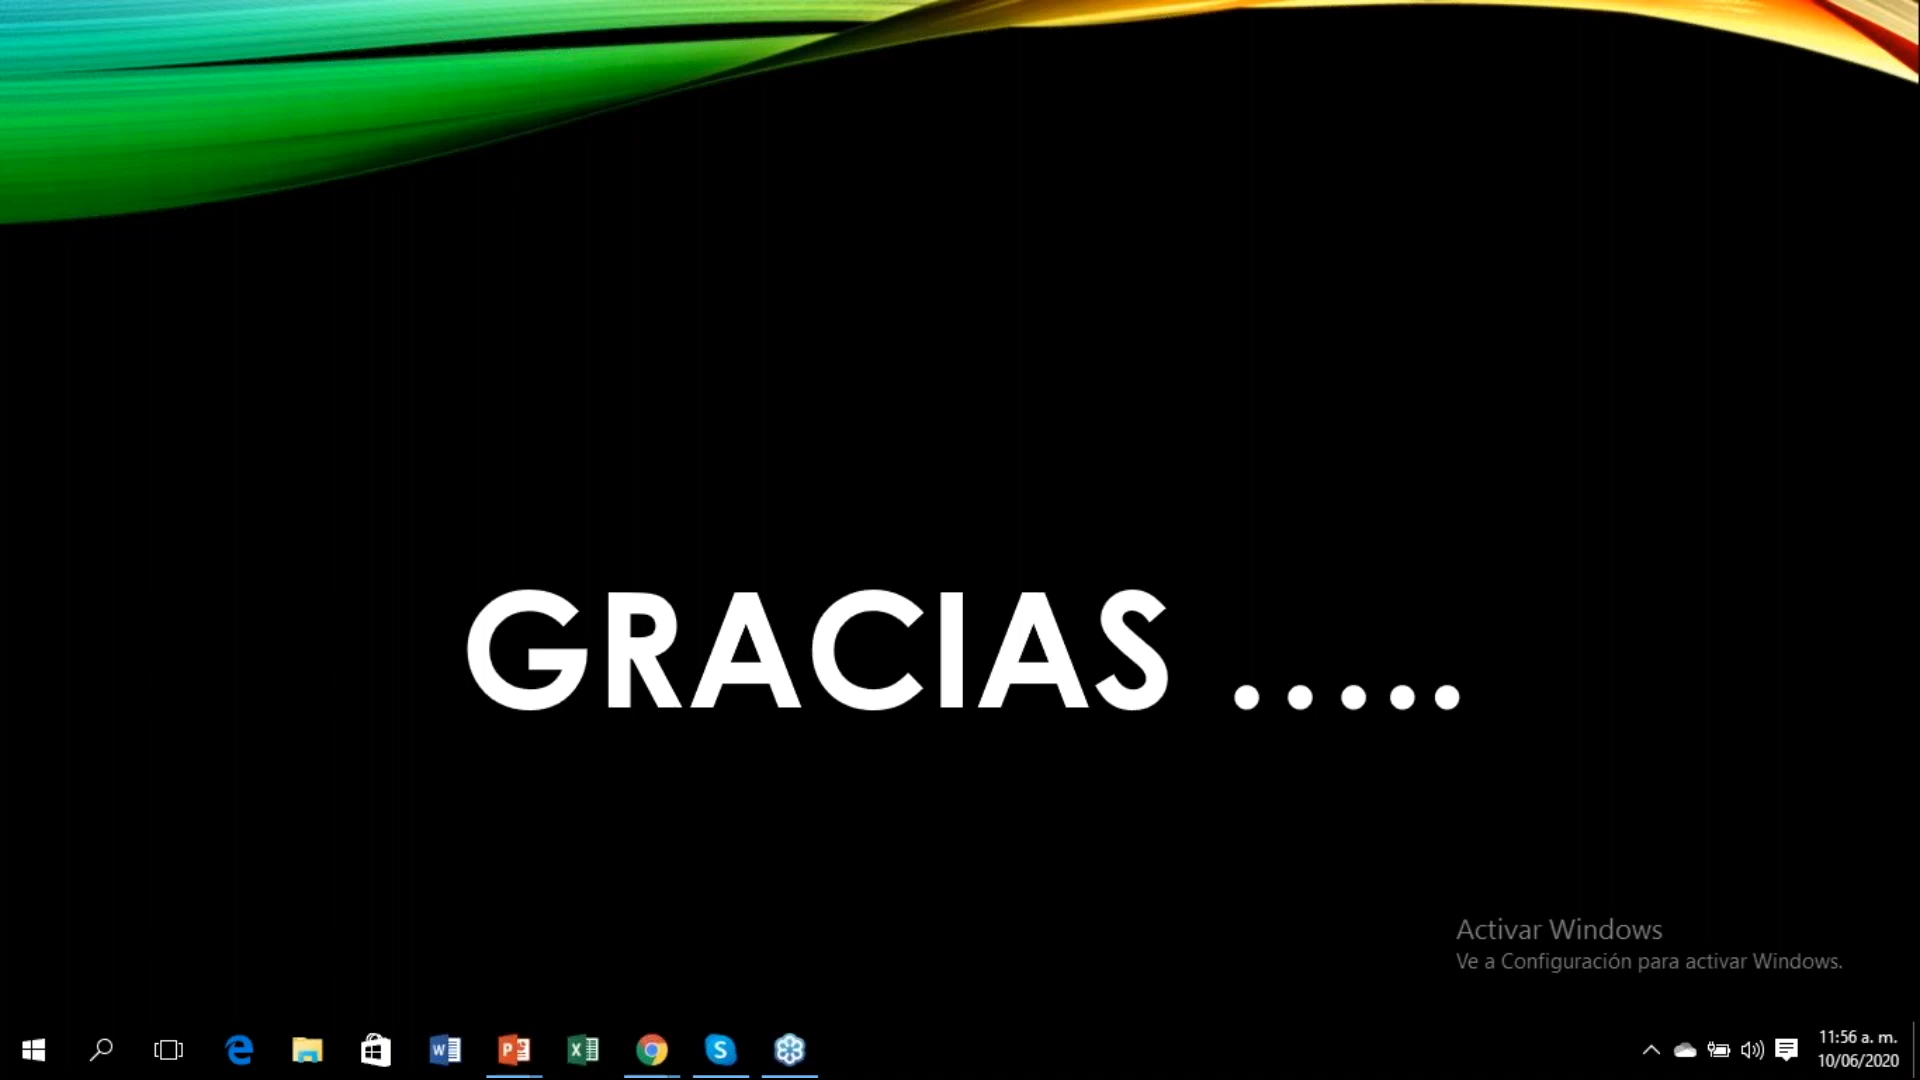 GRACIAS .....
Activar Windows
Ve a Configuración para activar Windows.
11:56 a. m.
10/06/2020